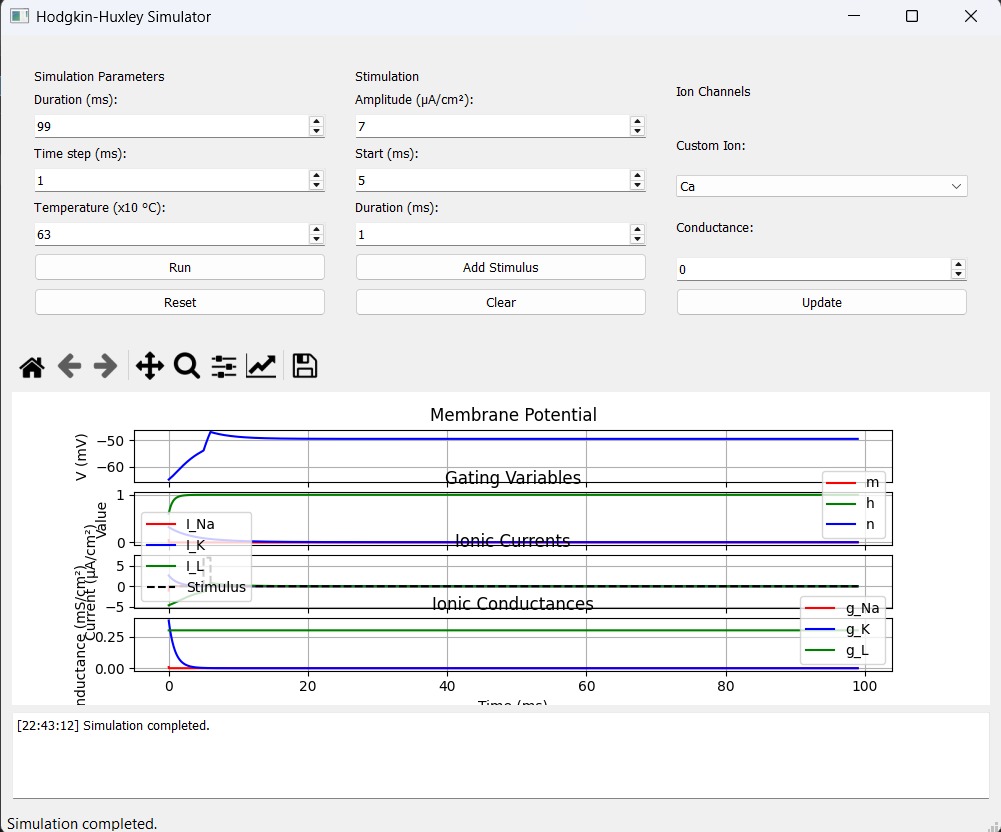 Hodgkin-Huxley Simulator
Simulation Parameters
Duration (ms):
99
Time step (ms):
1
Temperature (x10 °C):
63
Run
Reset
Stimulation
Amplitude (µA/cm²):
7
Start (ms):
5
Duration (ms):
1
Add Stimulus
Clear
Ion Channels
Custom Ion:
Ca
Conductance:
0
Update
Membrane Potential
V (mV)
−50
−60
Gating Variables
Value
1
0
m
h
n
Ionic Currents
Current (µA/cm²)
5
0
−5
I_Na
I_K
I_L
Stimulus
Ionic Conductances
nductance (mS/cm²)
0.25
0.00
g_Na
g_K
g_L
0
20
40
60
80
100
Time (ms)
[22:43:12] Simulation completed.
Simulation completed.